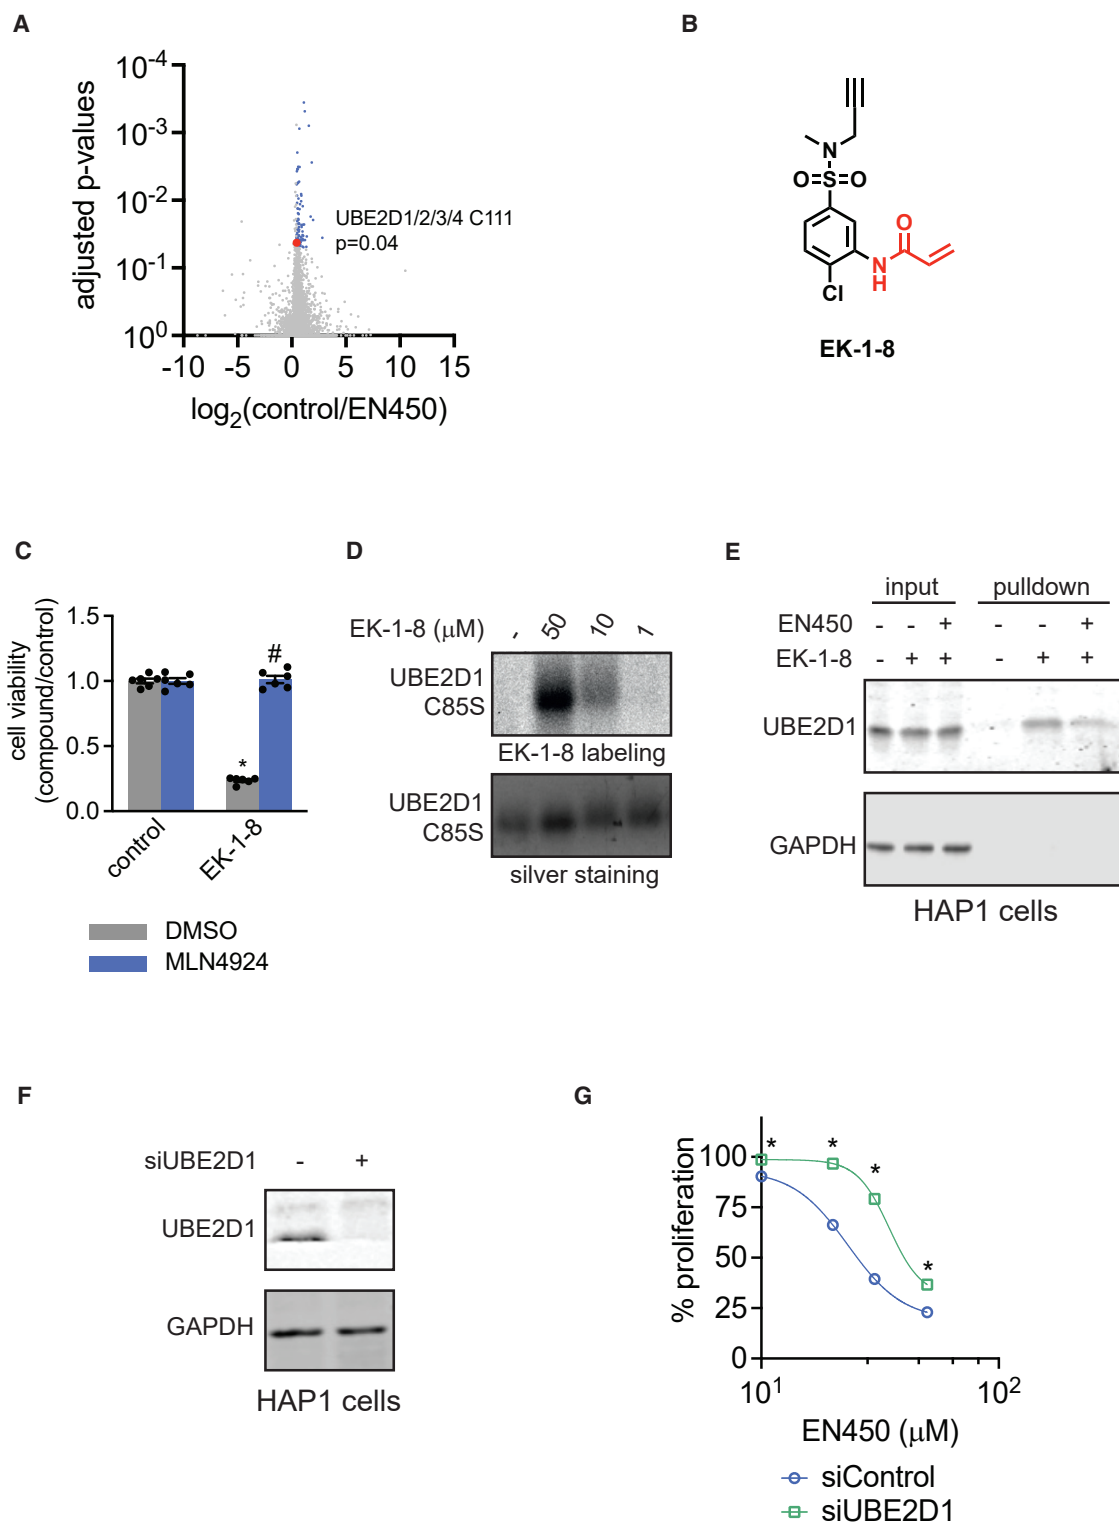 A
adjusted p-values
10-4
10-3
10-2
10-1
100
UBE2D1/2/3/4 C111
p=0.04
-10 -5 0 5 10 15
log2(control/EN450)
B
N
O=S=O
O
N
H
Cl
EK-1-8
C
cell viability
(compound/control)
1.5
1.0
0.5
0.0
*
#
control
EK-1-8
DMSO
MLN4924
D
EK-1-8 (μM) - 50 10 1
UBE2D1
C85S
EK-1-8 labeling
UBE2D1
C85S
silver staining
E
input pulldown
EN450 - - + - - +
EK-1-8 - + + - + +
UBE2D1
GAPDH
HAP1 cells
F
siUBE2D1 - +
UBE2D1
GAPDH
HAP1 cells
G
% proliferation
100
75
50
25
0
* * * *
101 102
EN450 (μM)
siControl
siUBE2D1